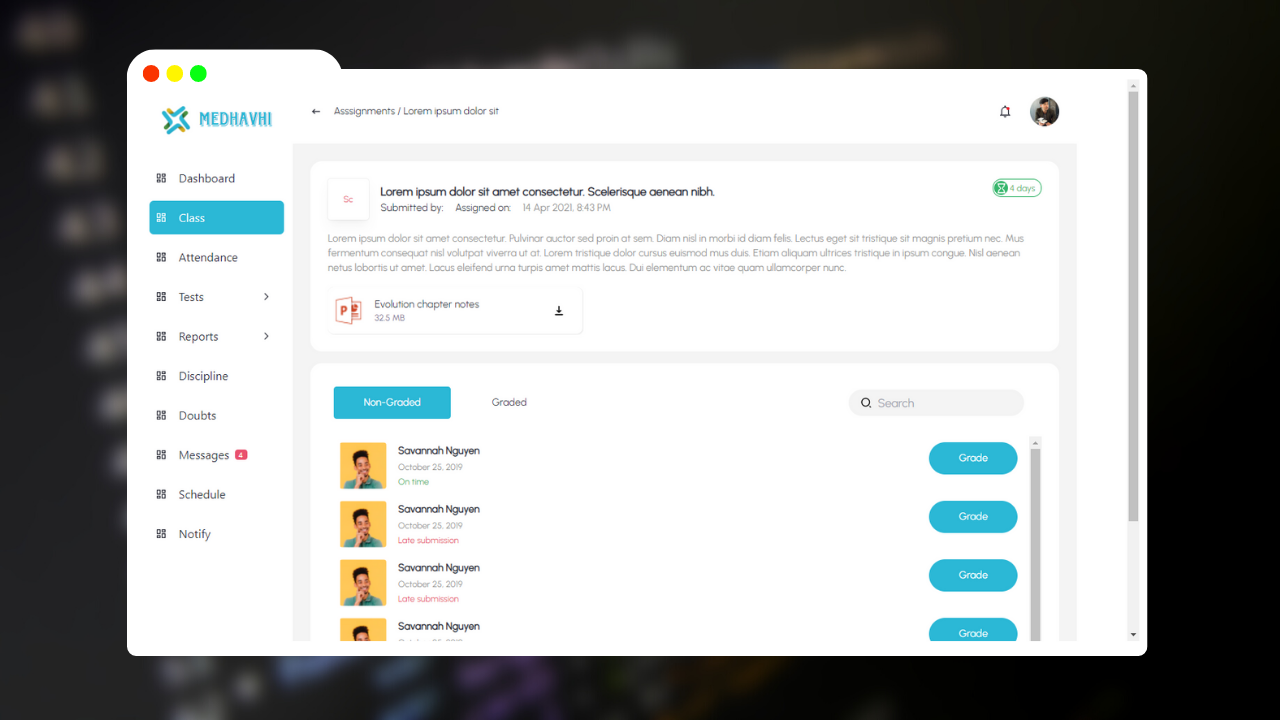 MEDHAVHI
Asssignments / Lorem ipsum dolor sit
Dashboard
Class
Attendance
Tests
Reports
Discipline
Doubts
Messages 4
Schedule
Notify
Sc
Lorem ipsum dolor sit amet consectetur. Scelerisque aenean nibh.
4 days
Submitted by: Assigned on: 14 Apr 2021, 8:43 PM
Lorem ipsum dolor sit amet consectetur. Pulvinar auctor sed proin at sem. Diam nisl in morbi id diam felis. Lectus eget sit tristique sit magnis pretium nec. Mus
fermentum consequat nisl volutpat viverra ut at. Lorem tristique dolor cursus euismod mus duis. Etiam aliquam ultrices tristique in ipsum congue. Nisl aenean
netus lobortis ut amet. Lacus eleifend urna turpis amet mattis lacus. Dui elementum ac vitae quam ullamcorper nunc.
P
Evolution chapter notes
32.5 MB
Non-Graded
Graded
Search
Savannah Nguyen
October 25, 2019
On time
Grade
Savannah Nguyen
October 25, 2019
Late submission
Grade
Savannah Nguyen
October 25, 2019
Late submission
Grade
Savannah Nguyen
Grade